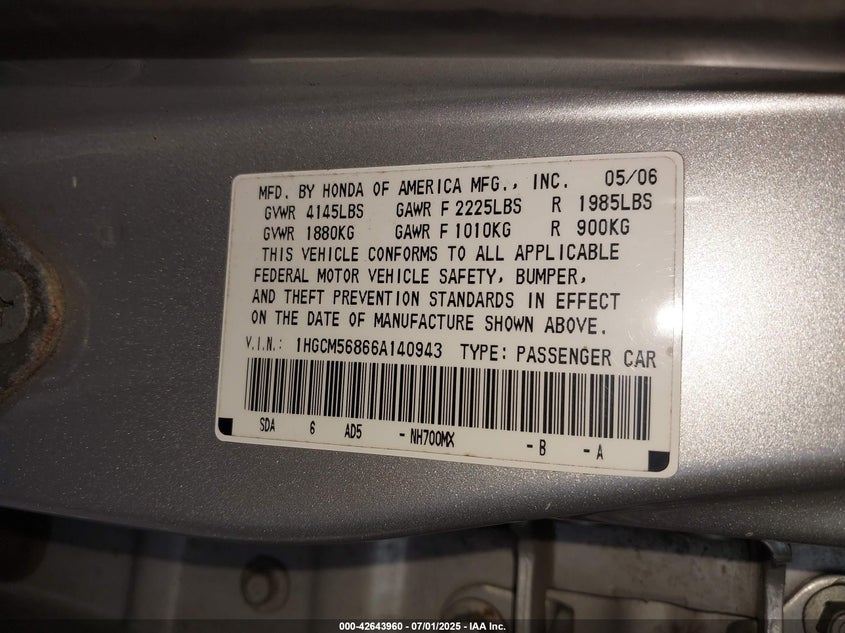 MFD. BY HONDA OF AMERICA MFG., INC. 05/06
GVWR 4145LBS GAWR F 2225LBS R 1985LBS
GVWR 1880KG GAWR F 1010KG R 900KG
THIS VEHICLE CONFORMS TO ALL APPLICABLE
FEDERAL MOTOR VEHICLE SAFETY, BUMPER,
AND THEFT PREVENTION STANDARDS IN EFFECT
ON THE DATE OF MANUFACTURE SHOWN ABOVE.
V.I.N.: 1HGCM56866A140943 TYPE: PASSENGER CAR
SDA 6 AD5 - NH700MX - B - A
000-42643960 - 07/01/2025 - IAA Inc.